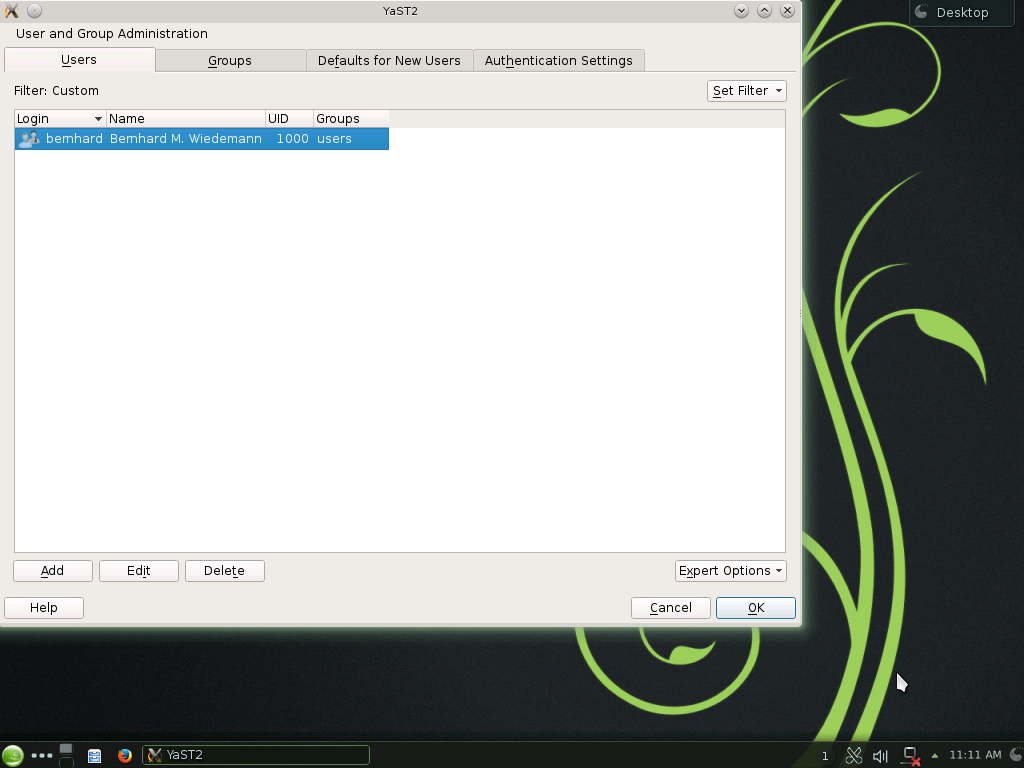 YaST2
Desktop
User and Group Administration
Users Groups Defaults for New Users Authentication Settings
Filter: Custom Set Filter
Login Name UID Groups
bernhard Bernhard M. Wiedemann 1000 users
Add Edit Delete Expert Options
Help Cancel OK
YaST2 1 11:11 AM